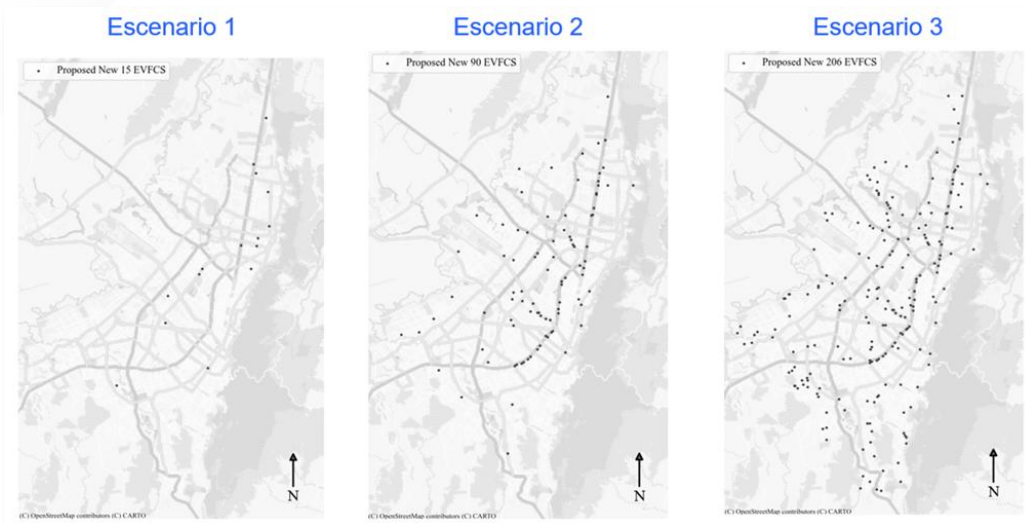 Escenario 1
Escenario 2
Escenario 3
Proposed New 15 EVFCS
Proposed New 90 EVFCS
Proposed New 206 EVFCS
N
N
N
(C) OpenStreetMap contributors (C) CARTO
(C) OpenStreetMap contributors (C) CARTO
(C) OpenStreetMap contributors (C) CARTO